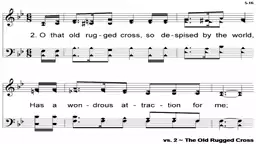 S-16
2. O that old rug-ged cross, so de-spised by the world,
Has a won-drous at-trac-tion for me;
vs. 2 ~ The Old Rugged Cross